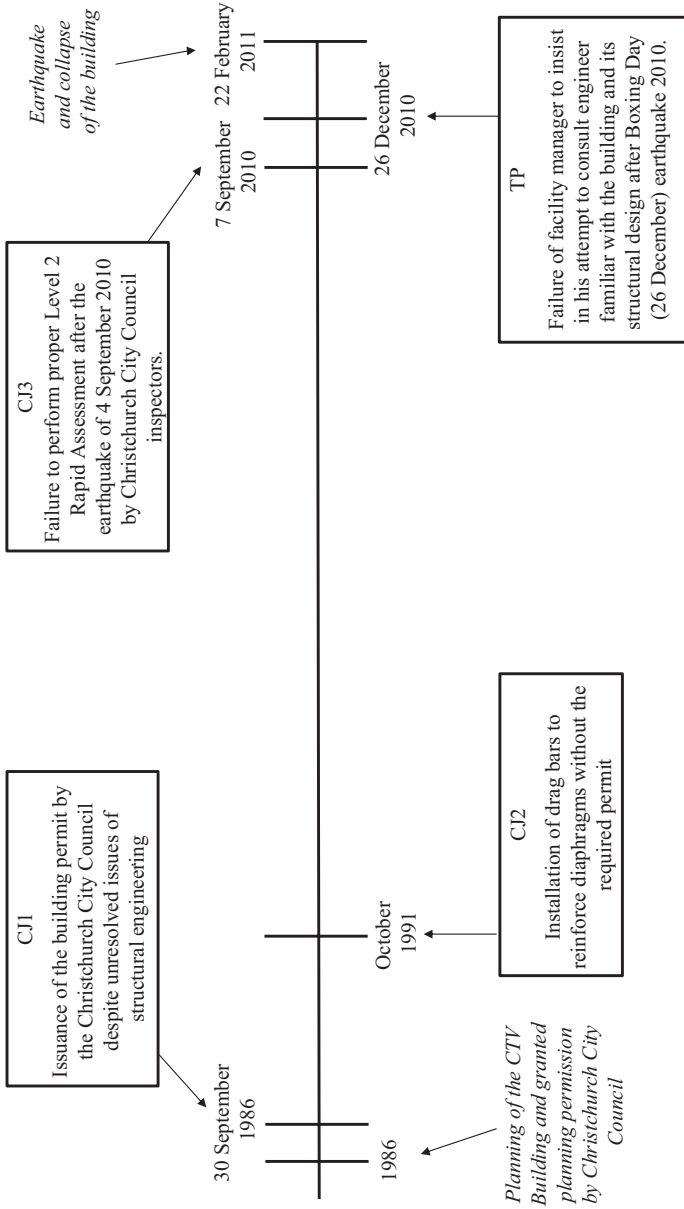 CJ1
Issuance of the building permit by
the Christchurch City Council
despite unresolved issues of
structural engineering
CJ3
Failure to perform proper Level 2
Rapid Assessment after the
earthquake of 4 September 2010
by Christchurch City Council
inspectors.
Earthquake
and collapse
of the building
30 September
1986
7 September
2010
22 February
2011
1986
October
1991
26 December
2010
Planning of the CTV
Building and granted
planning permission
by Christchurch City
Council
CJ2
Installation of drag bars to
reinforce diaphragms without the
required permit
TP
Failure of facility manager to insist
in his attempt to consult engineer
familiar with the building and its
structural design after Boxing Day
(26 December) earthquake 2010.